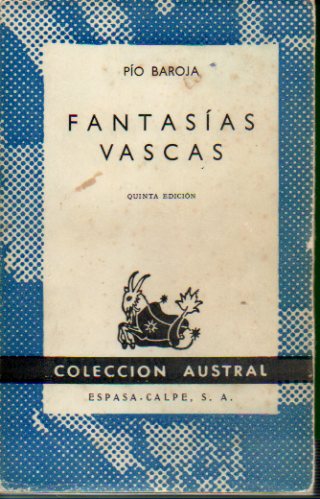 PÍO BAROJA
FANTASÍAS
VASCAS
QUINTA EDICIÓN
COLECCION AUSTRAL
ESPASA-CALPE, S. A.